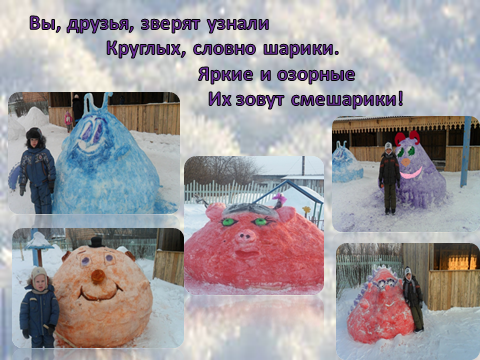 Вы, друзья, зверят узнали
Круглых, словно шарики.
Яркие и озорные
Их зовут смешарики!